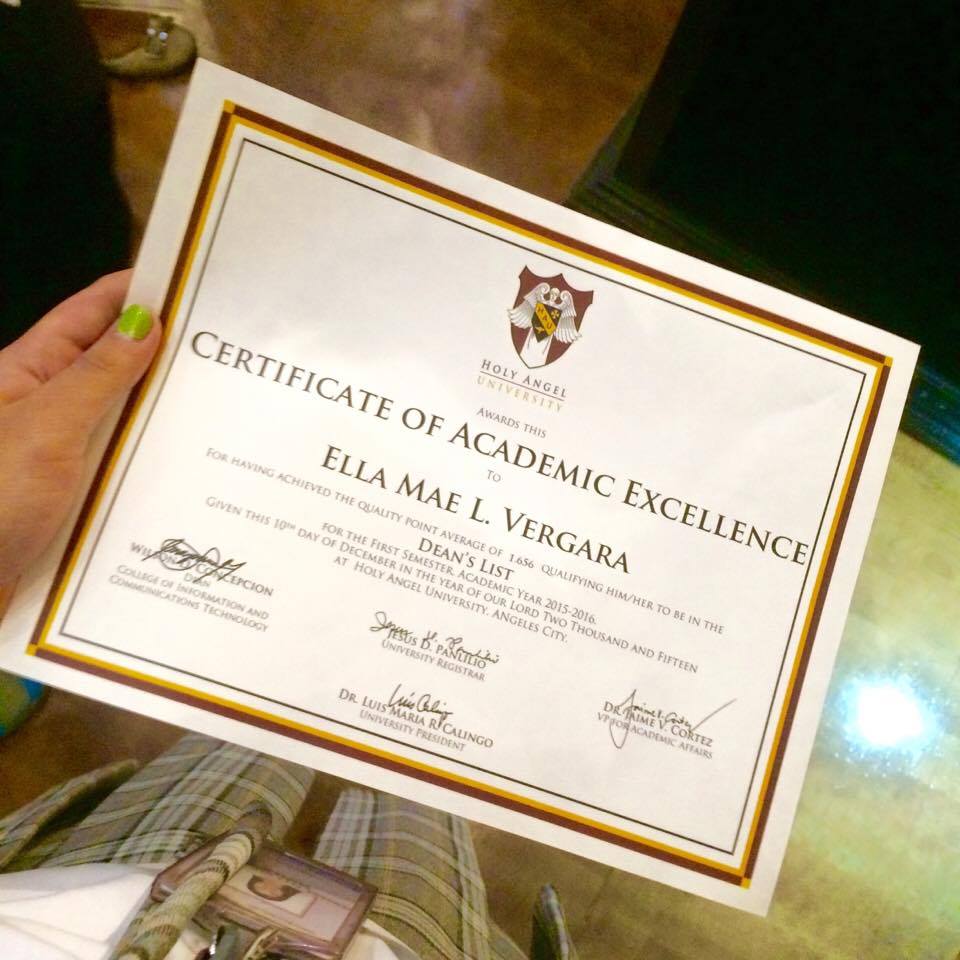 HOLY ANGEL
UNIVERSITY
AWARDS THIS
CERTIFICATE OF ACADEMIC EXCELLENCE
TO
ELLA MAE L. VERGARA
FOR HAVING ACHIEVED THE QUALITY POINT AVERAGE OF 1.656 QUALIFYING HIM/HER TO BE IN THE
DEAN'S LIST
FOR THE FIRST SEMESTER, ACADEMIC YEAR 2015-2016.
GIVEN THIS 10TH DAY OF DECEMBER IN THE YEAR OF OUR LORD TWO THOUSAND AND FIFTEEN
AT HOLY ANGEL UNIVERSITY, ANGELES CITY.
CONCEPCION
DEAN
COLLEGE OF INFORMATION AND
COMMUNICATIONS TECHNOLOGY
JESUS D. PANLILIO
UNIVERSITY REGISTRAR
DR. LUIS MARIA R. CALINGO
UNIVERSITY PRESIDENT
DR. JAIME V. CORTEZ
VP FOR ACADEMIC AFFAIRS